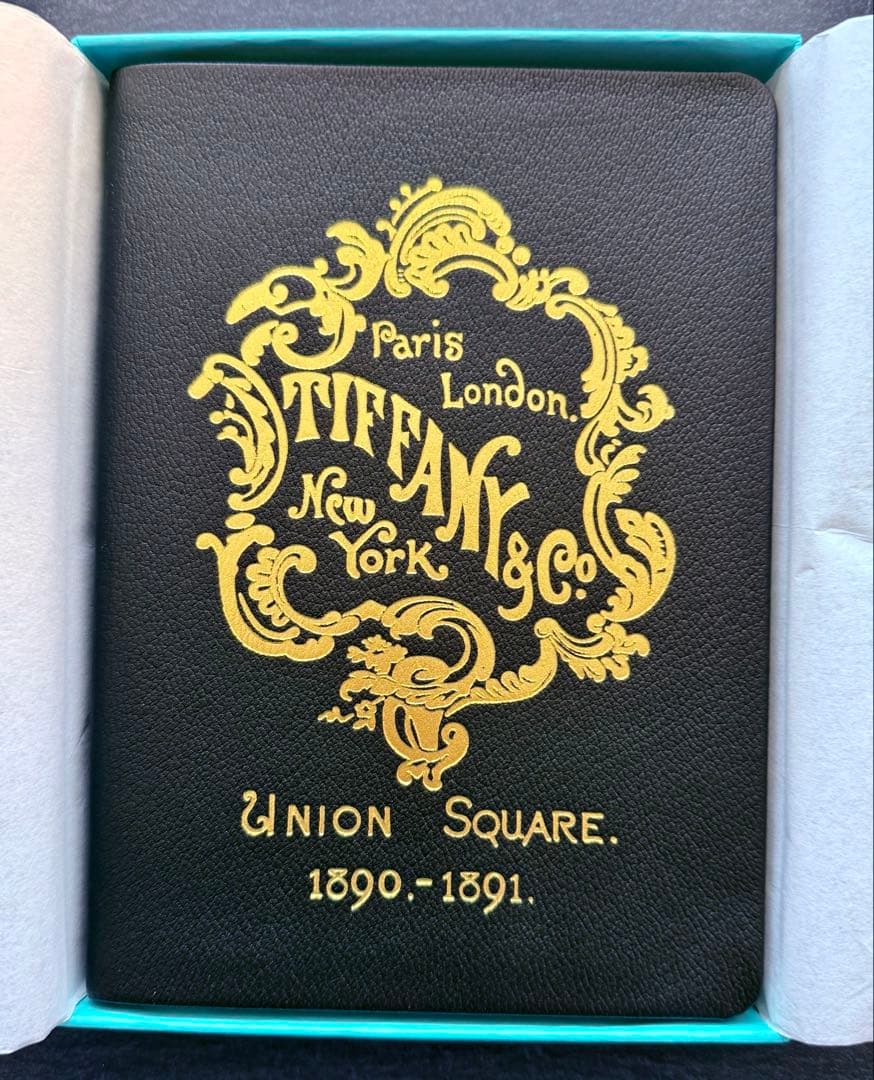 Paris
London.
TIFFANY & Co.
New
York.
UNION SQUARE.
1890.-1891.